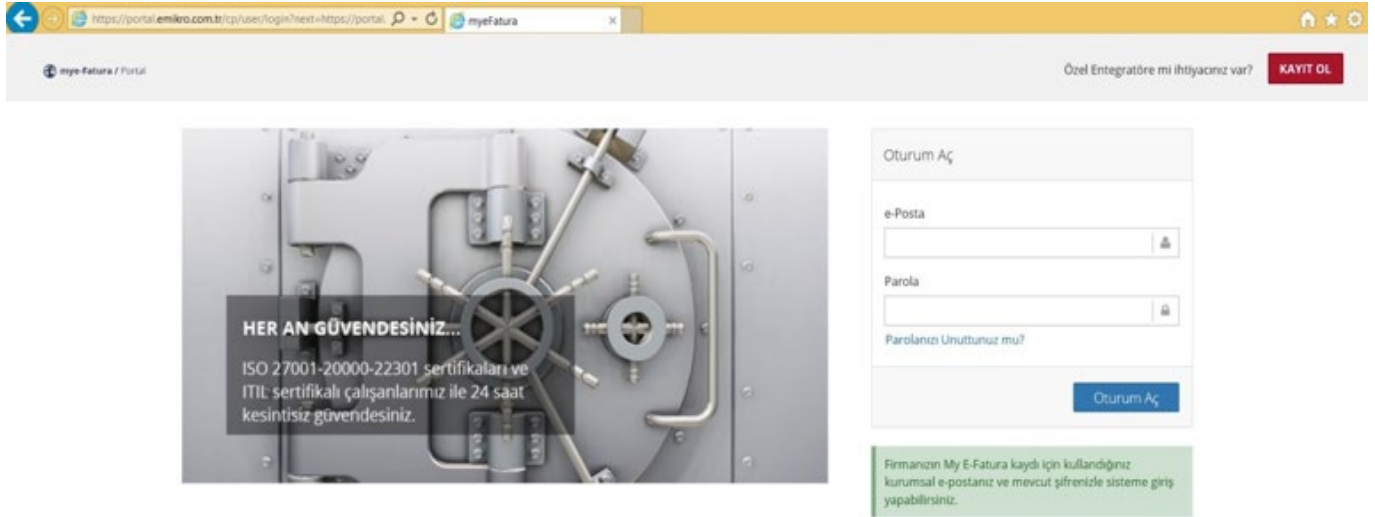 https://portal.emikro.com.tr/cp/user/login?next=https://portal.
myeFatura
mye-Fatura / Portal
Özel Entegratöre mi ihtiyacınız var?
KAYIT OL
HER AN GÜVENDESİNİZ...
ISO 27001-20000-22301 sertifikaları ve
ITIL sertifikalı çalışanlarımız ile 24 saat
kesintisiz güvendesiniz.
Oturum Aç
e-Posta
Parola
Parolanızı Unuttunuz mu?
Oturum Aç
Firmanızın My E-Fatura kaydı için kullandığınız
kurumsal e-postanız ve mevcut şifrenizle sisteme giriş
yapabilirsiniz.